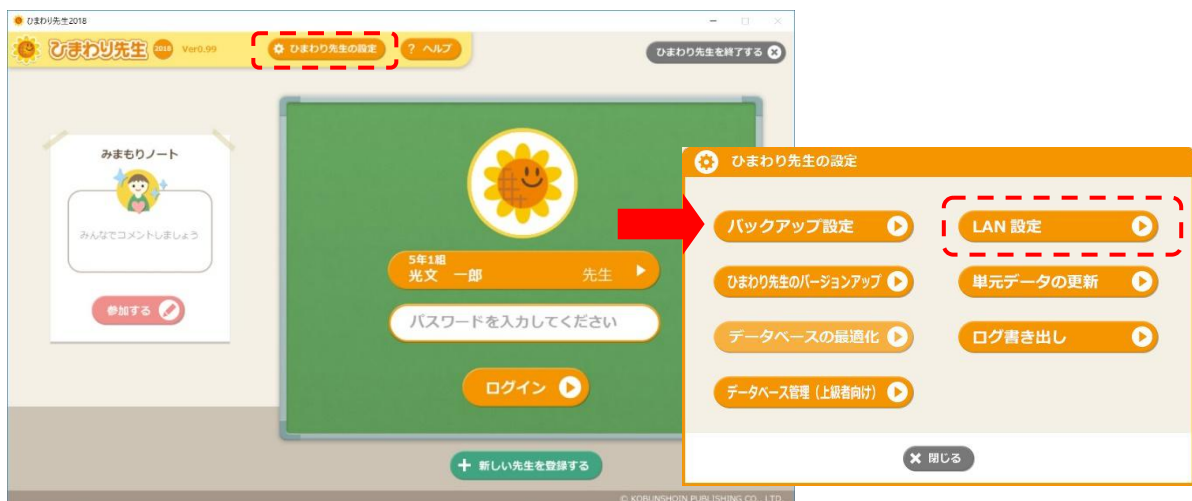 ひまわり先生2018
ひまわり先生 2018 Ver0.99
ひまわり先生の設定
? ヘルプ
ひまわり先生を終了する
みまもりノート
みんなでコメントしましょう
参加する
5年1組
光文 一郎 先生
パスワードを入力してください
ログイン
新しい先生を登録する
© KOBUNSHOIN PUBLISHING CO., LTD.
ひまわり先生の設定
バックアップ設定
LAN 設定
ひまわり先生のバージョンアップ
単元データの更新
データベースの最適化
ログ書き出し
データベース管理（上級者向け）
閉じる